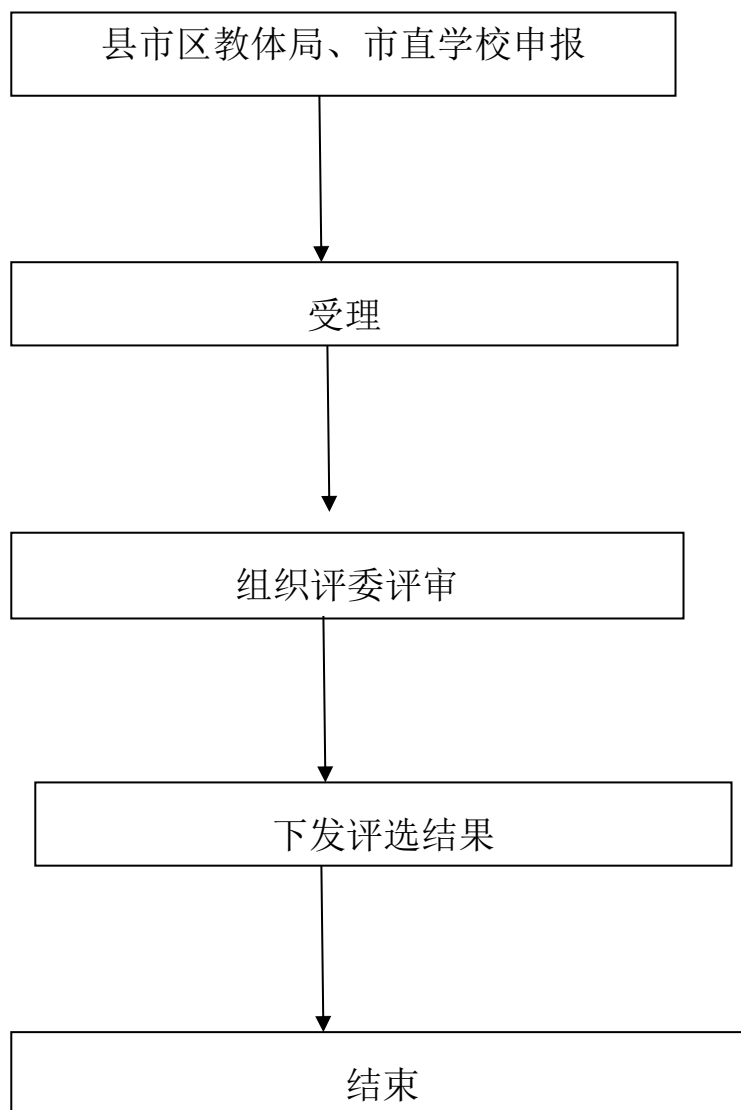 县市区教体局、市直学校申报
受理
组织评委评审
下发评选结果
结束